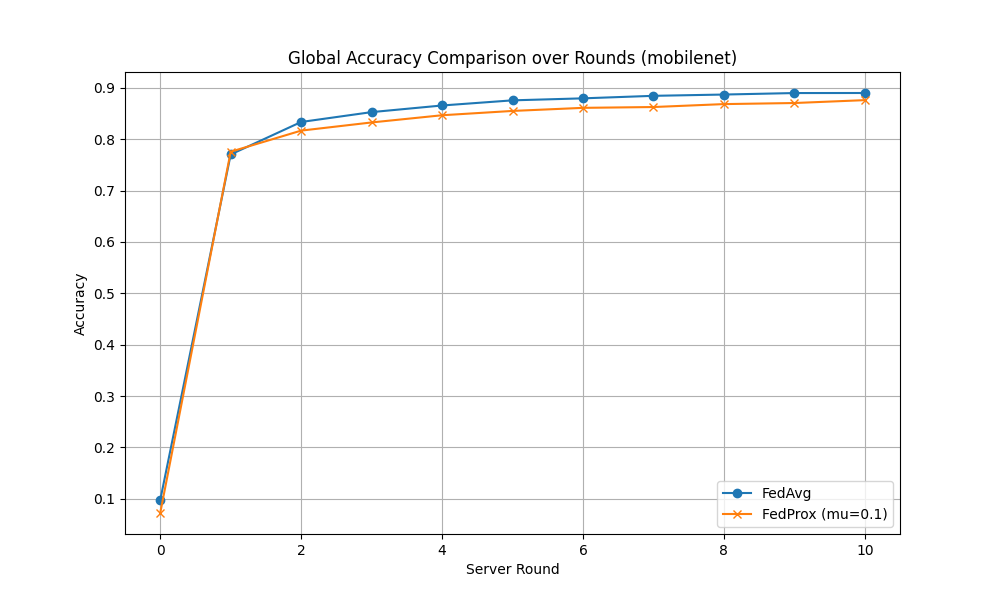 Global Accuracy Comparison over Rounds (mobilenet)
Accuracy
0.9
0.8
0.7
0.6
0.5
0.4
0.3
0.2
0.1
0 2 4 6 8 10
Server Round
FedAvg
FedProx (mu=0.1)